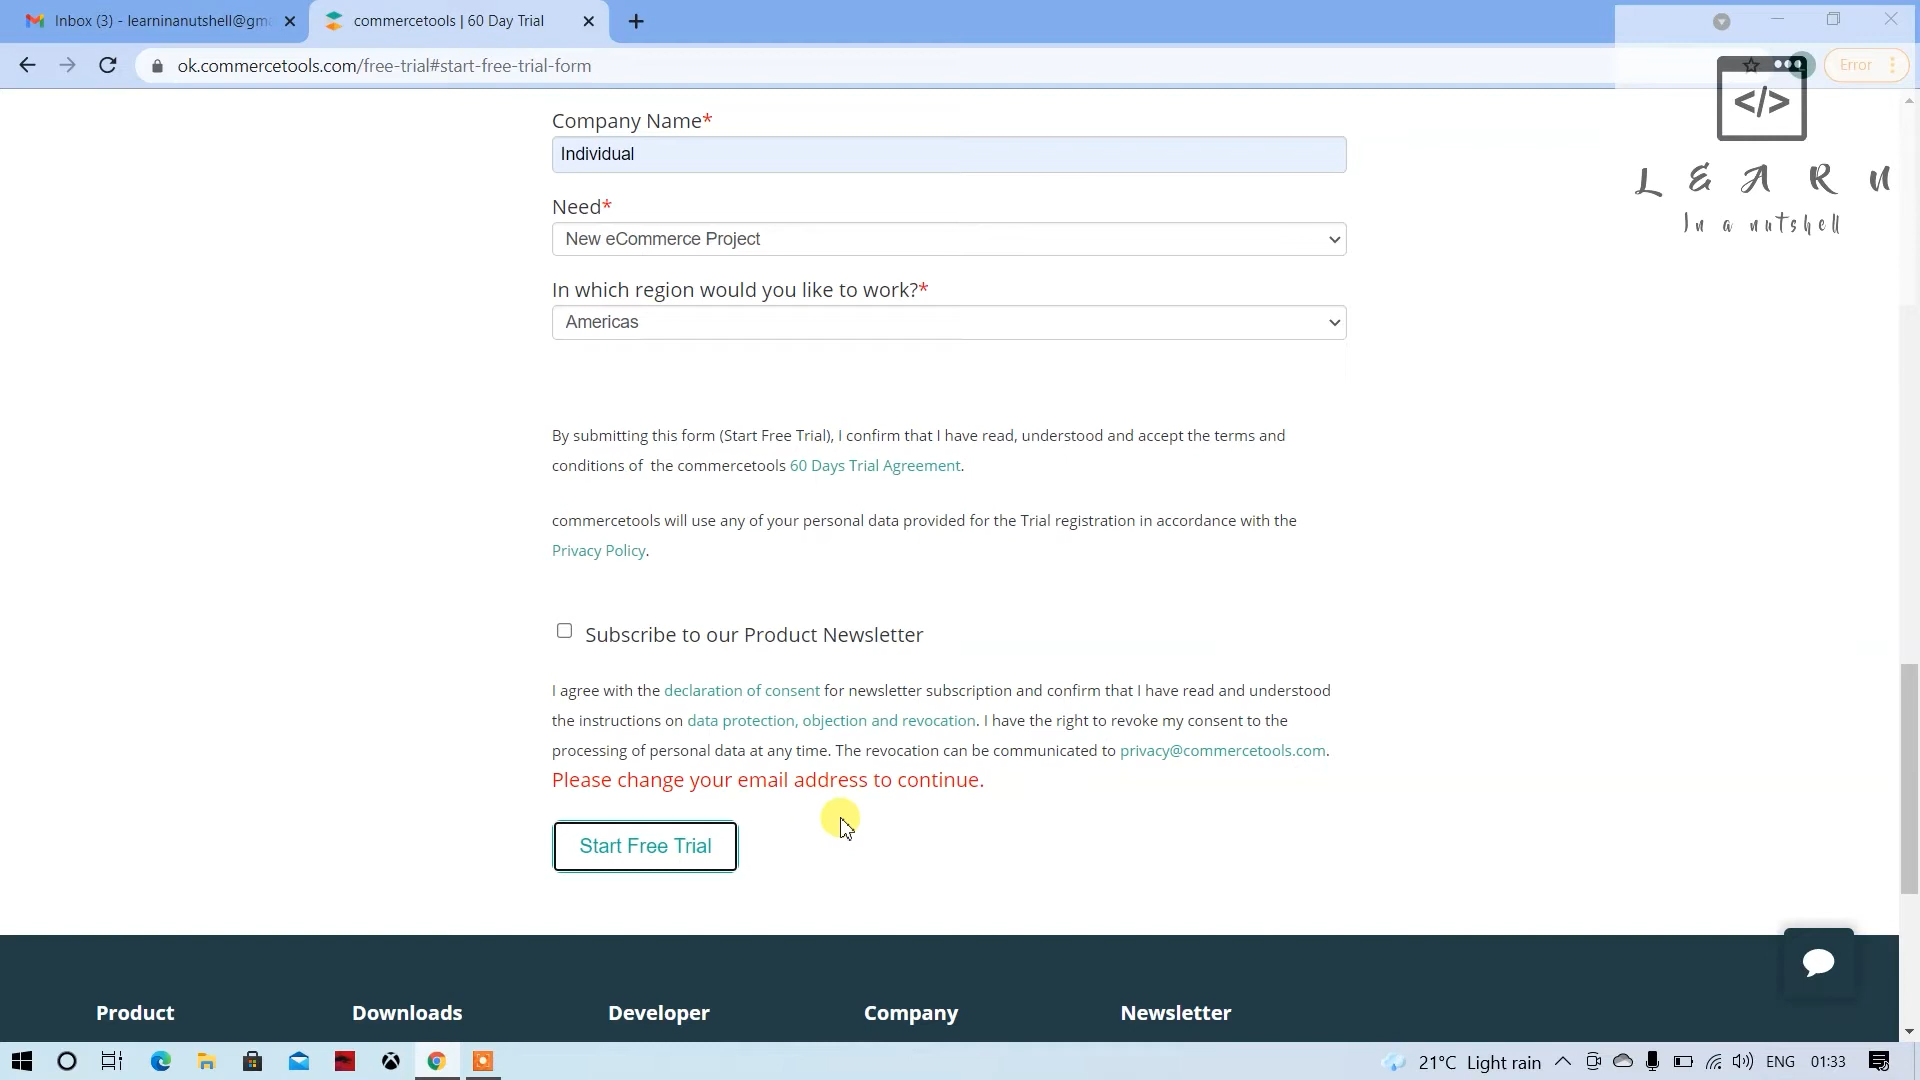 Inbox (3) - learninanutshell@gm
commercetools | 60 Day Trial
ok.commercetools.com/free-trial#start-free-trial-form
Error
</>
LEARN
In a nutshell
Company Name*
Individual
Need*
New eCommerce Project
In which region would you like to work?*
Americas
By submitting this form (Start Free Trial), I confirm that I have read, understood and accept the terms and
conditions of the commercetools 60 Days Trial Agreement.
commercetools will use any of your personal data provided for the Trial registration in accordance with the
Privacy Policy.
Subscribe to our Product Newsletter
I agree with the declaration of consent for newsletter subscription and confirm that I have read and understood
the instructions on data protection, objection and revocation. I have the right to revoke my consent to the
processing of personal data at any time. The revocation can be communicated to privacy@commercetools.com.
Please change your email address to continue.
Start Free Trial
Product Downloads Developer Company Newsletter
21°C Light rain ENG 01:33